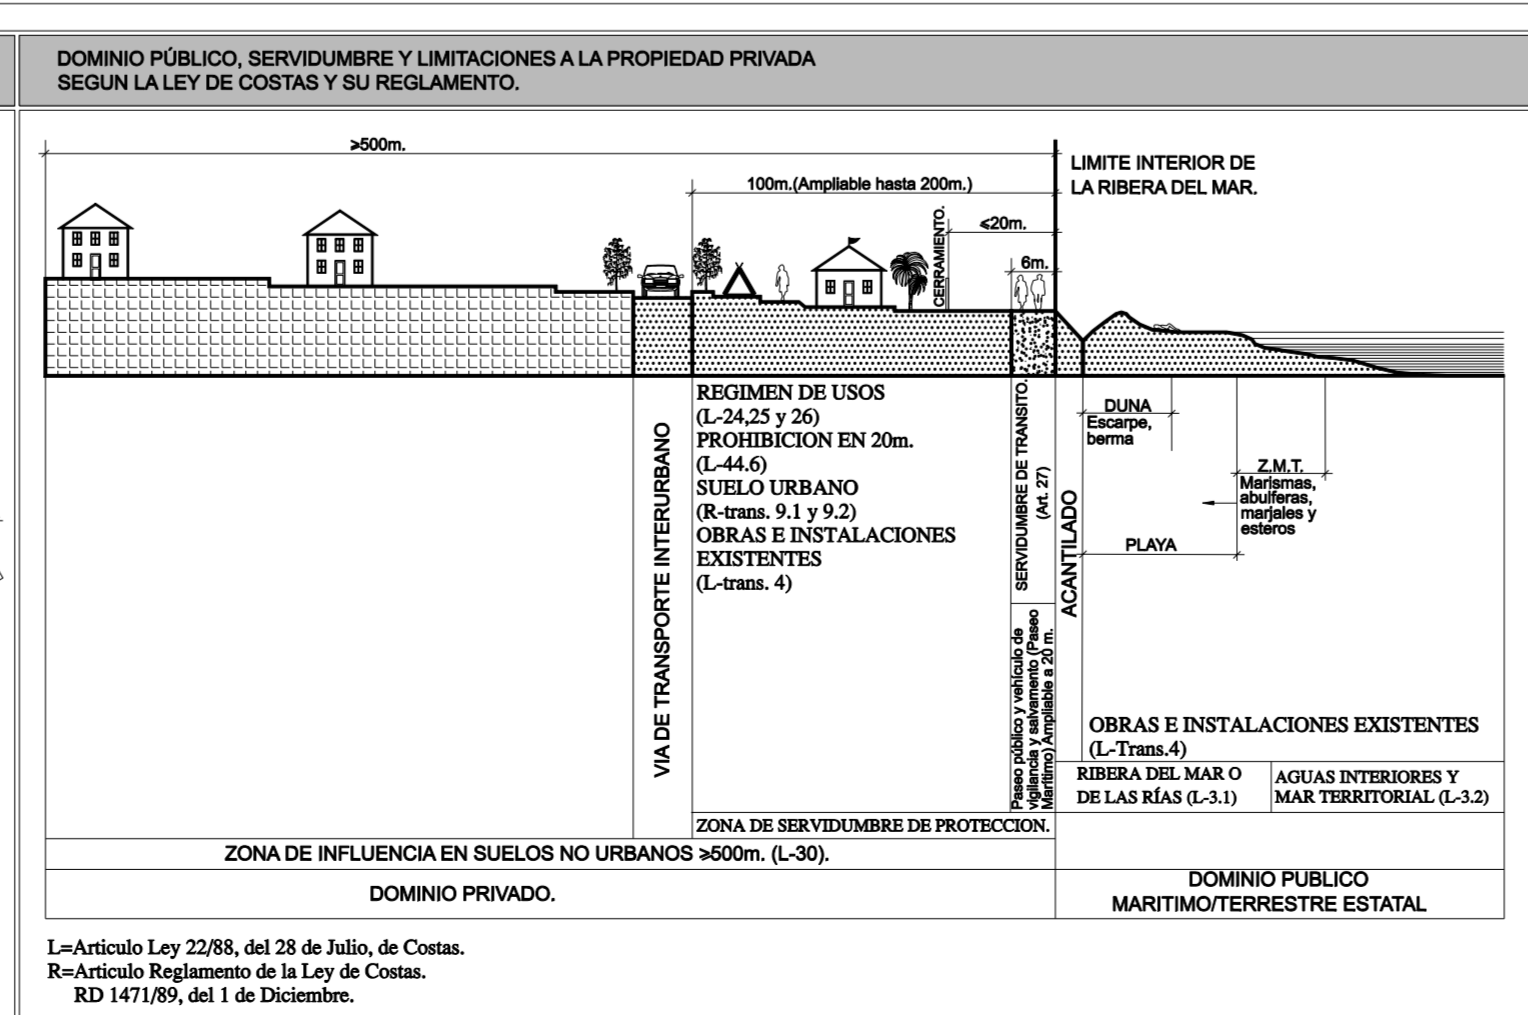 DOMINIO PÚBLICO, SERVIDUMBRE Y LIMITACIONES A LA PROPIEDAD PRIVADA
SEGUN LA LEY DE COSTAS Y SU REGLAMENTO.
≥500m.
LIMITE INTERIOR DE
LA RIBERA DEL MAR.
100m.(Ampliable hasta 200m.)
CERRAMIENTO.
≤20m.
6m.
VIA DE TRANSPORTE INTERURBANO
REGIMEN DE USOS
(L-24,25 y 26)
PROHIBICION EN 20m.
(L-44.6)
SUELO URBANO
(R-trans. 9.1 y 9.2)
OBRAS E INSTALACIONES
EXISTENTES
(L-trans. 4)
SERVIDUMBRE DE TRANSITO.
(Art. 27)
Paseo público y vehículo de
vigilancia y salvamento (Paseo
Marítimo) Ampliable a 20 m.
ACANTILADO
DUNA
Escarpe,
berma
Z.M.T.
Marismas,
abulferas,
marjales y
esteros
PLAYA
OBRAS E INSTALACIONES EXISTENTES
(L-Trans.4)
RIBERA DEL MAR O
DE LAS RÍAS (L-3.1)
AGUAS INTERIORES Y
MAR TERRITORIAL (L-3.2)
ZONA DE SERVIDUMBRE DE PROTECCION.
ZONA DE INFLUENCIA EN SUELOS NO URBANOS ≥500m. (L-30).
DOMINIO PRIVADO.
DOMINIO PUBLICO
MARITIMO/TERRESTRE ESTATAL
L=Articulo Ley 22/88, del 28 de Julio, de Costas.
R=Articulo Reglamento de la Ley de Costas.
RD 1471/89, del 1 de Diciembre.